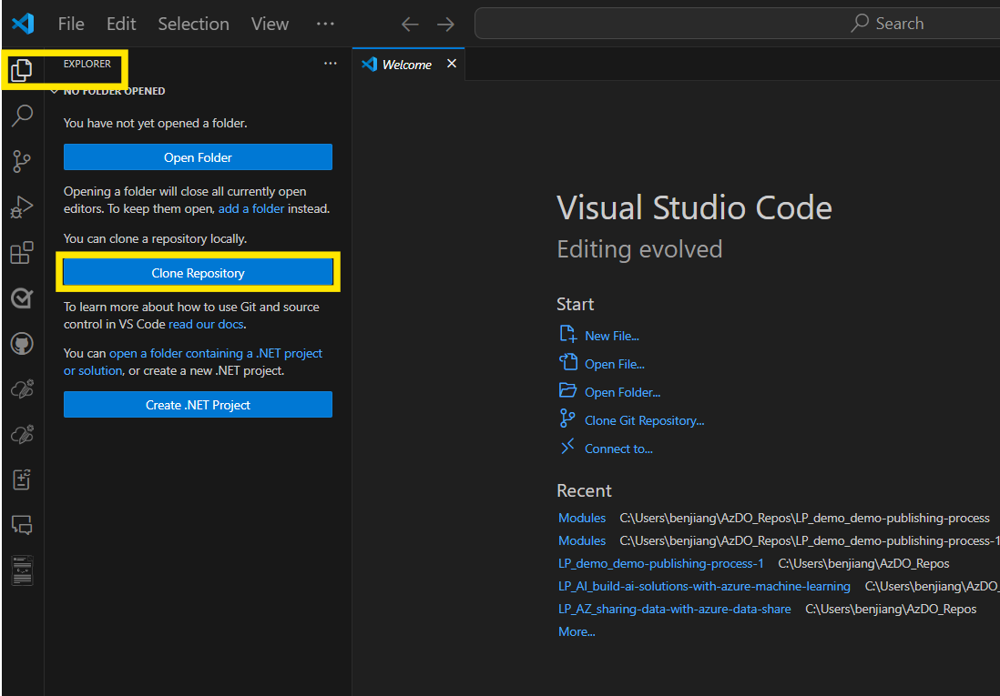 File Edit Selection View ··· Search
EXPLORER ···
Welcome
NO FOLDER OPENED
You have not yet opened a folder.
Open Folder
Opening a folder will close all currently open
editors. To keep them open, add a folder instead.
You can clone a repository locally.
Clone Repository
To learn more about how to use Git and source
control in VS Code read our docs.
You can open a folder containing a .NET project
or solution, or create a new .NET project.
Create .NET Project
Visual Studio Code
Editing evolved
Start
New File...
Open File...
Open Folder...
Clone Git Repository...
Connect to...
Recent
Modules C:\Users\benjiang\AzDO_Repos\LP_demo_demo-publishing-process
Modules C:\Users\benjiang\AzDO_Repos\LP_demo_demo-publishing-process-1
LP_demo_demo-publishing-process-1 C:\Users\benjiang\AzDO_Repos
LP_AI_build-ai-solutions-with-azure-machine-learning C:\Users\benjiang\AzDO_
LP_AZ_sharing-data-with-azure-data-share C:\Users\benjiang\AzDO_Repos
More...